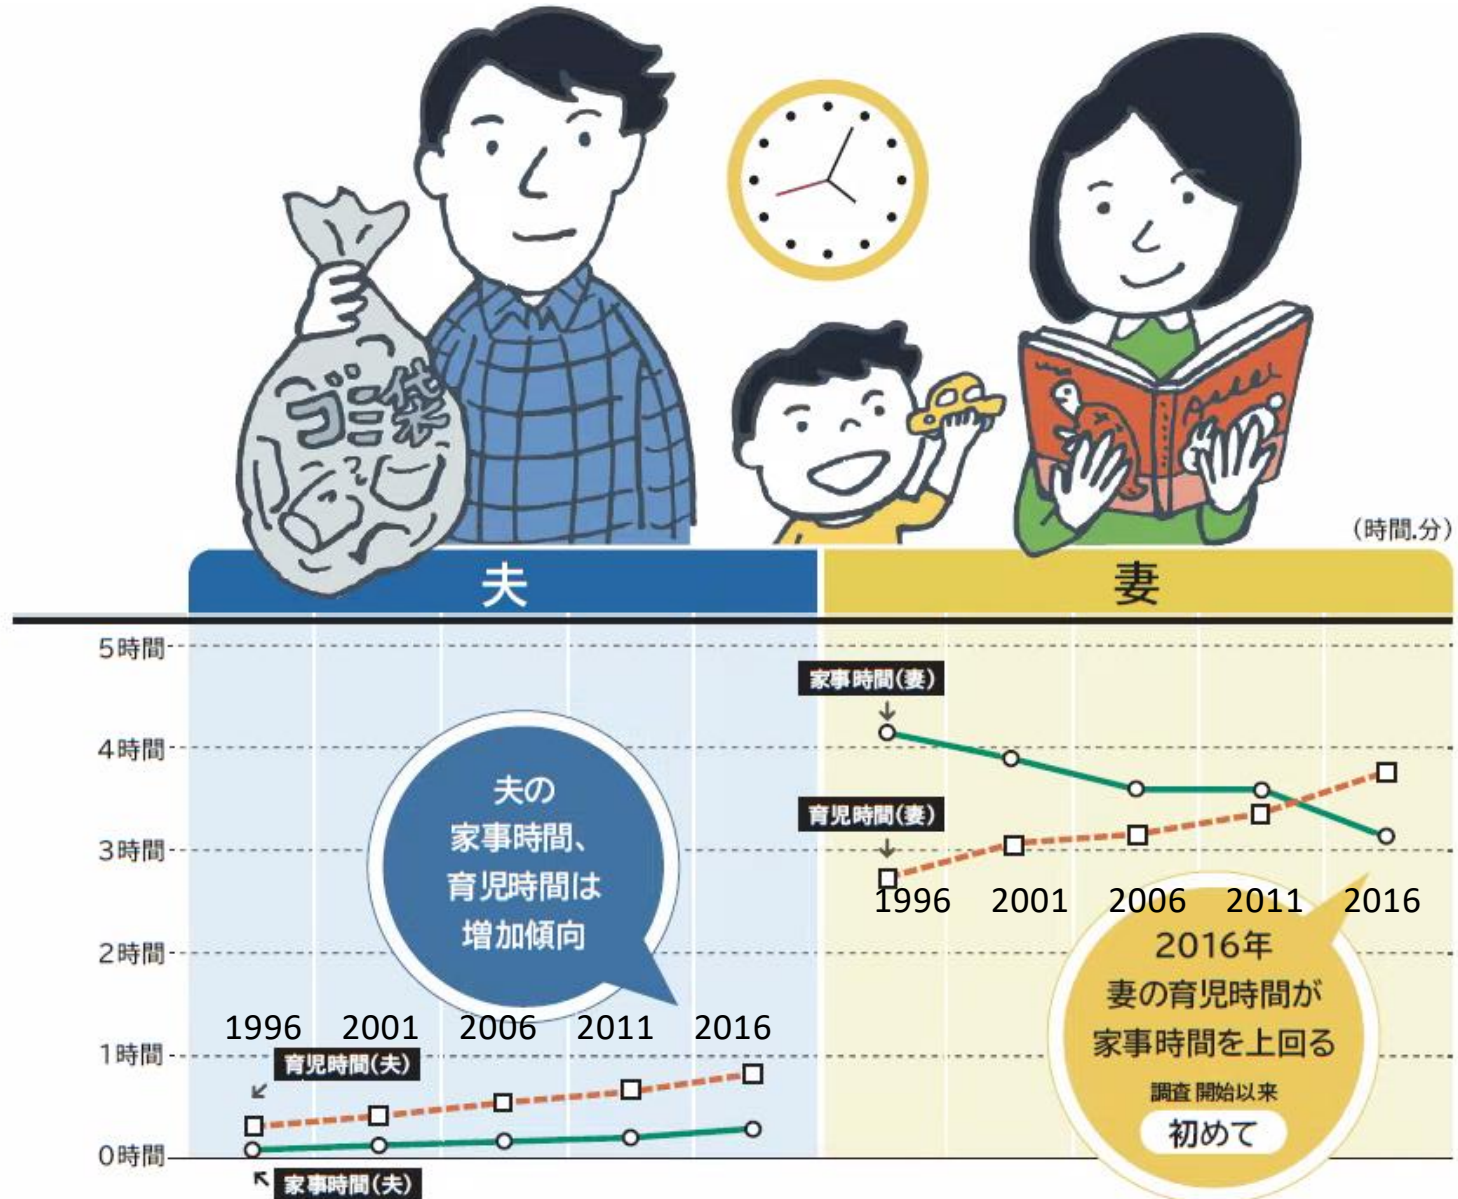 ゴミ袋
(時間.分)
夫
妻
5時間
家事時間(妻)
4時間
夫の
家事時間、
育児時間は
増加傾向
育児時間(妻)
3時間
1996 2001 2006 2011 2016
2時間
2016年
妻の育児時間が
家事時間を上回る
調査開始以来
初めて
1996 2001 2006 2011 2016
1時間
育児時間(夫)
0時間
家事時間(夫)